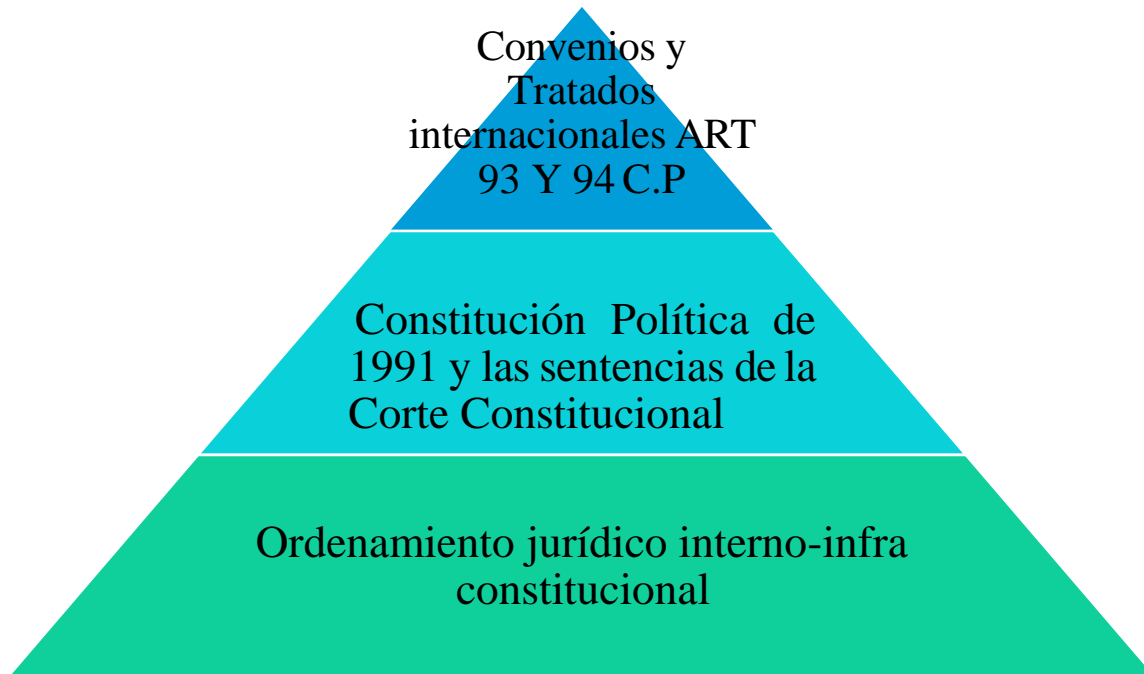 Convenios y
Tratados
internacionales ART
93 Y 94 C.P
Constitución Política de
1991 y las sentencias de la
Corte Constitucional
Ordenamiento jurídico interno-infra
constitucional